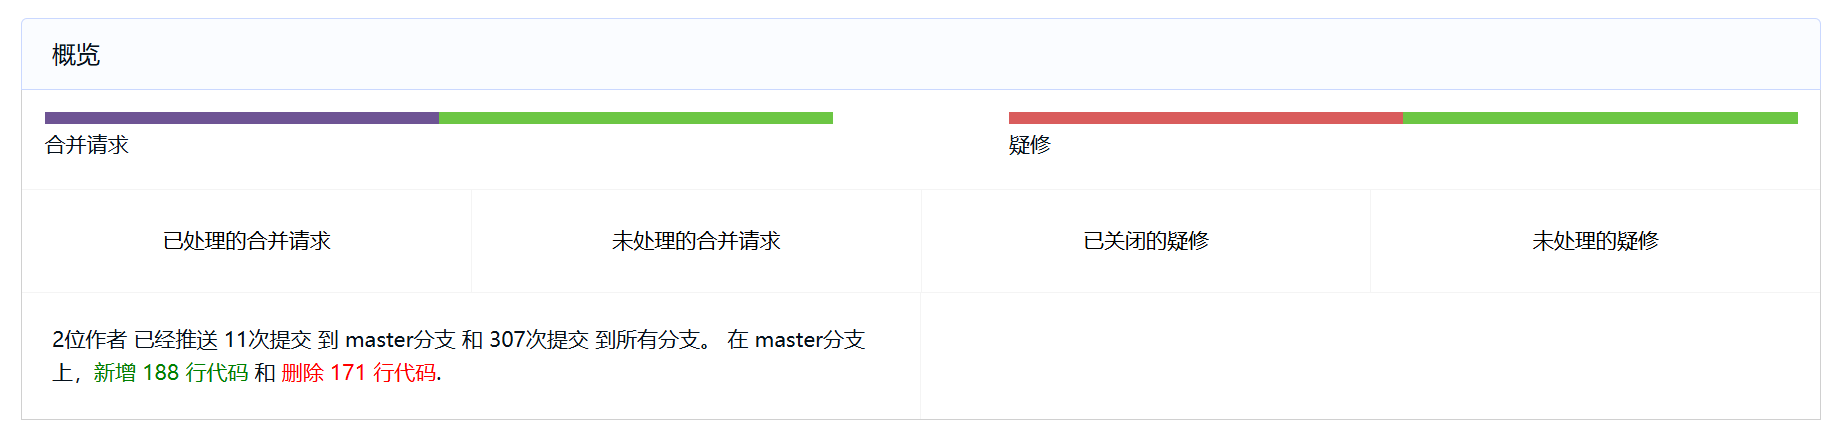 概览
合并请求
疑修
已处理的合并请求
未处理的合并请求
已关闭的疑修
未处理的疑修
2位作者 已经推送 11次提交 到 master分支 和 307次提交 到所有分支。 在 master分支
上，新增 188 行代码 和 删除 171 行代码.